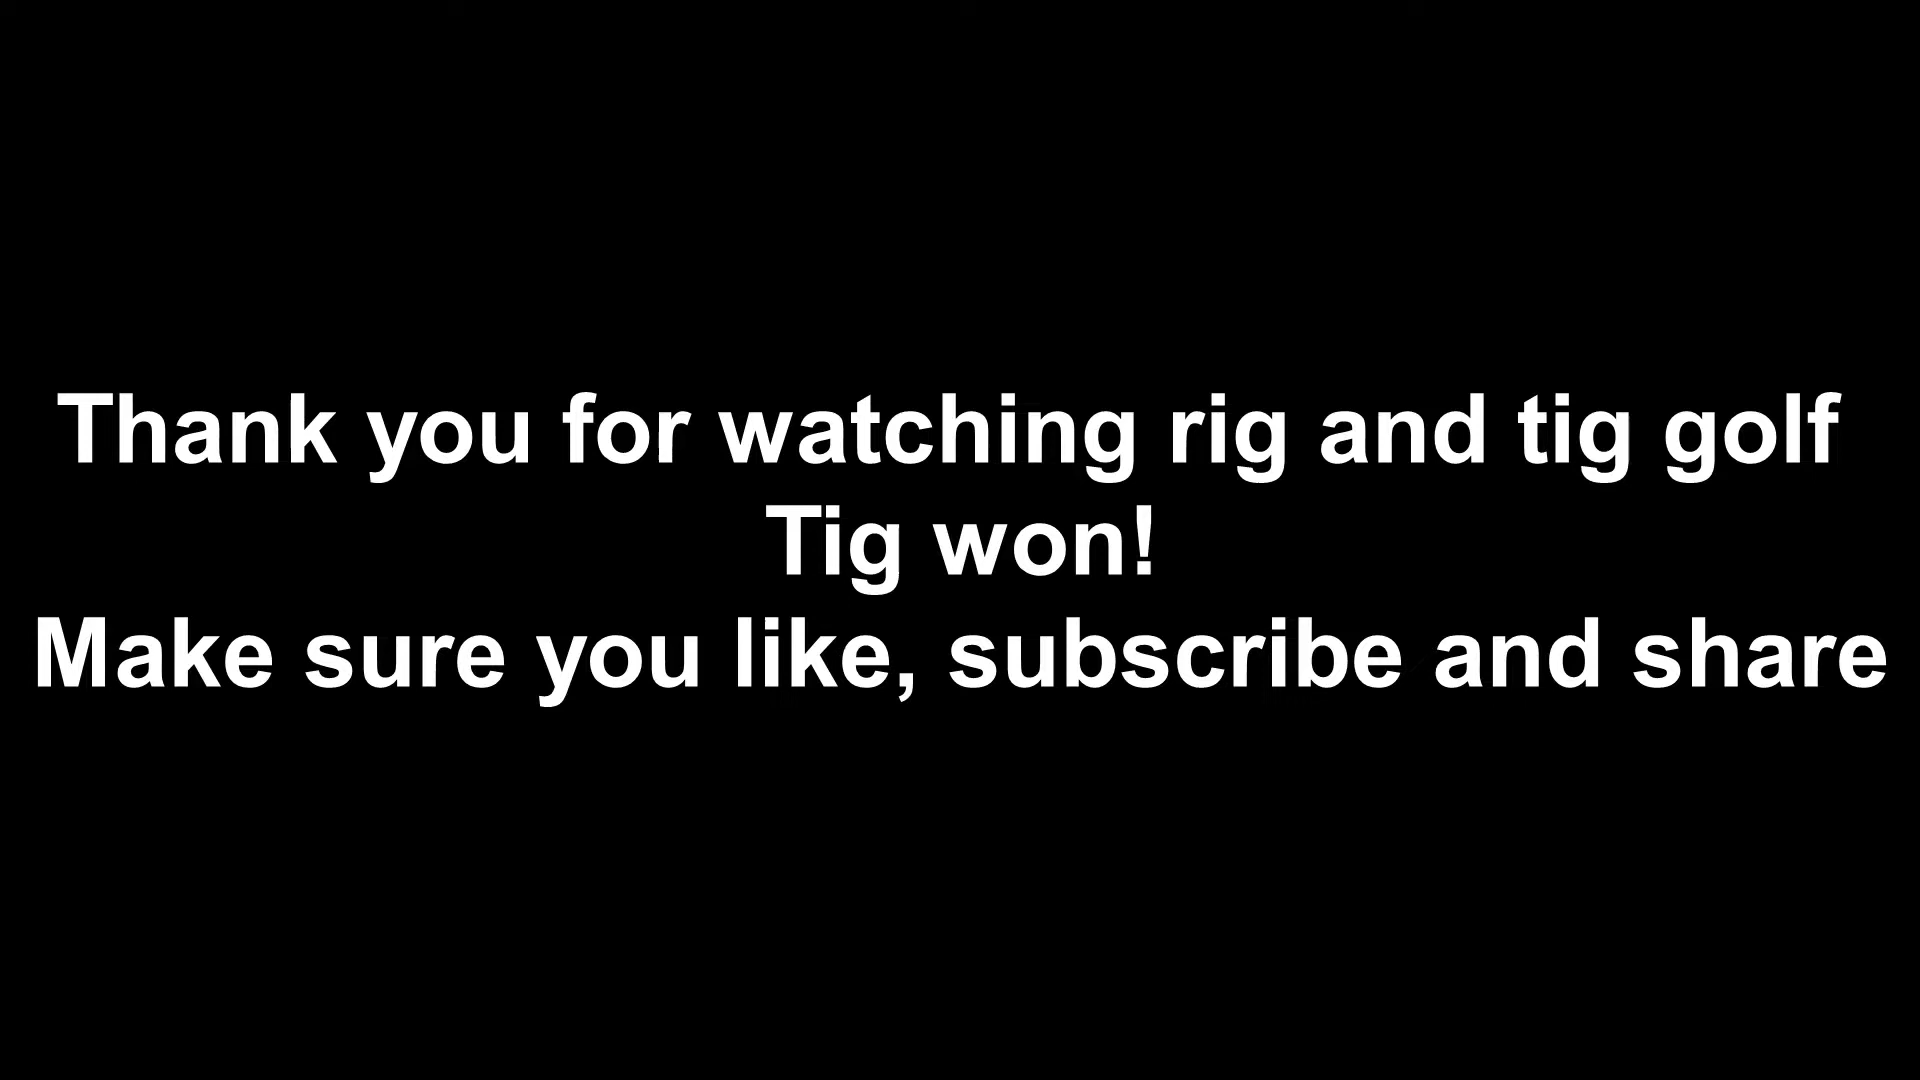 Thank you for watching rig and tig golf
Tig won!
Make sure you like, subscribe and share